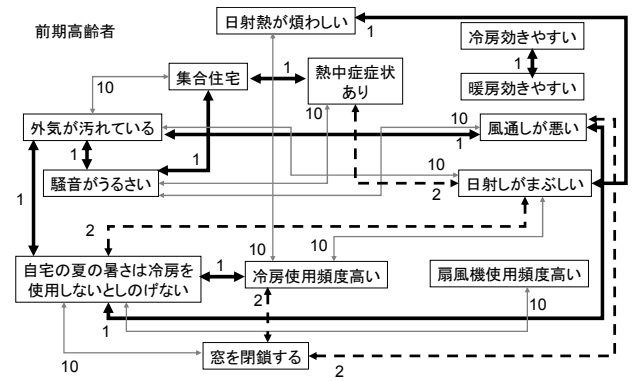 日射熱が煩わしい
前期高齢者
1
冷房効きやすい
集合住宅
1
熱中症症状
あり
1
10
暖房効きやすい
10
10
外気が汚れている
風通しが悪い
1
1
1
10
騒音がうるさい
日射しがまぶしい
2
1
2
10
10
自宅の夏の暑さは冷房を
使用しないとしのげない
1
冷房使用頻度高い
扇風機使用頻度高い
2
10
1
窓を閉鎖する
10
2